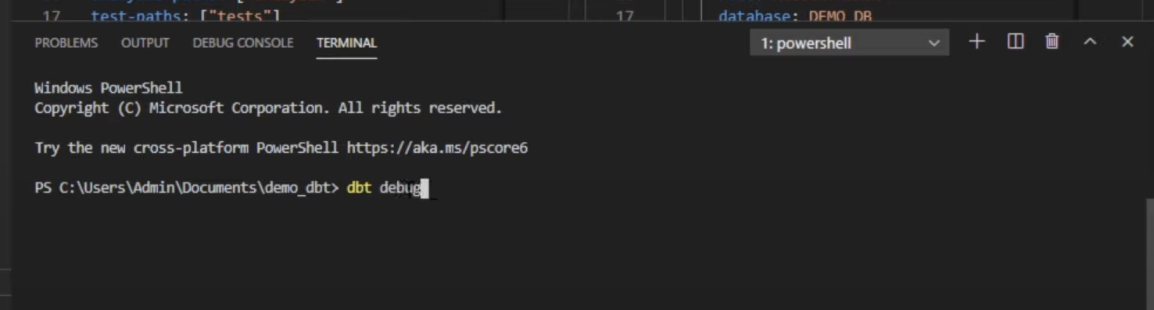 17 test-paths: ["tests"]
17 database: DEMO_DB
PROBLEMS OUTPUT DEBUG CONSOLE TERMINAL 1: powershell
Windows PowerShell
Copyright (C) Microsoft Corporation. All rights reserved.
Try the new cross-platform PowerShell https://aka.ms/pscore6
PS C:\Users\Admin\Documents\demo_dbt> dbt debug